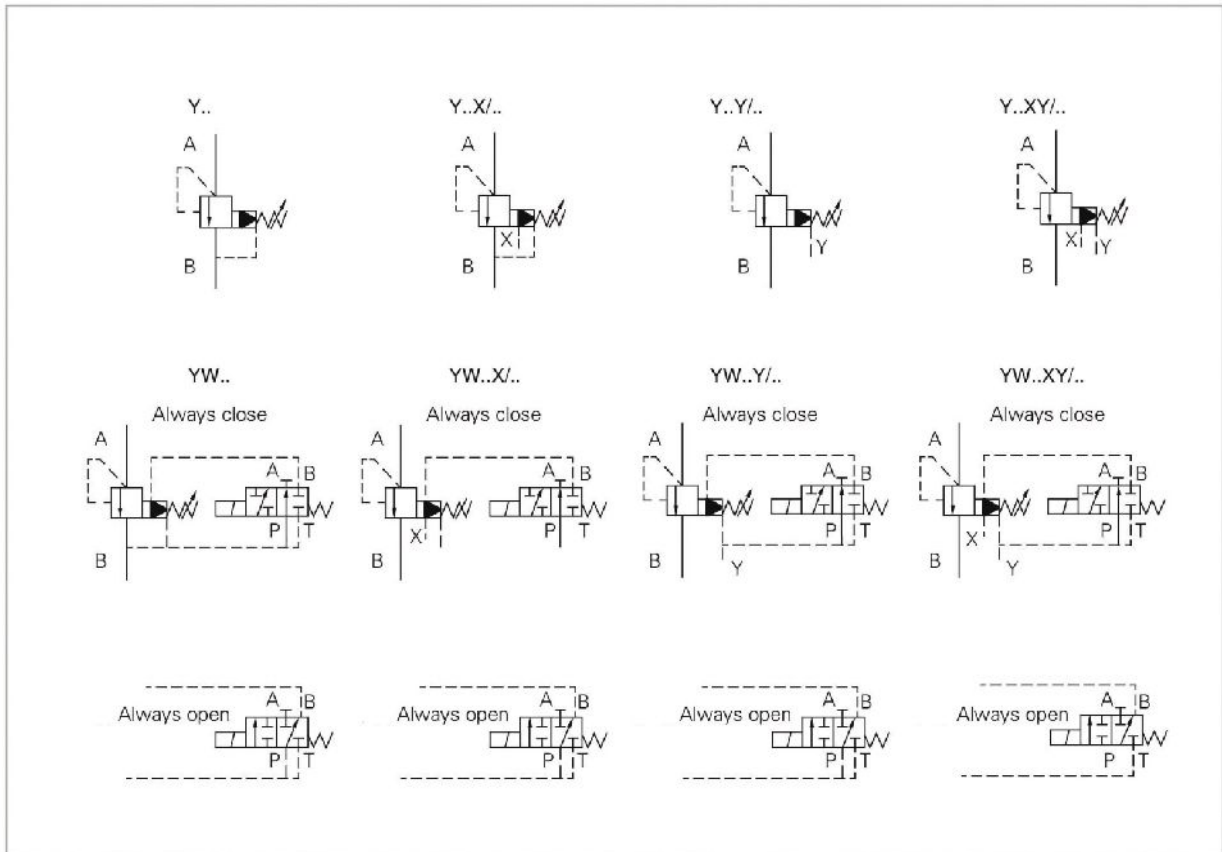 Y.. Y..X/.. Y..Y/.. Y..XY/..
A A A A
X Y X Y
B B B B
YW.. YW..X/.. YW..Y/.. YW..XY/..
Always close Always close Always close Always close
A A B A A B A A B A A B
P T X P T P T X P T
B B B Y B Y
A B A B A B A B
Always open Always open Always open Always open
P T P T P T P T